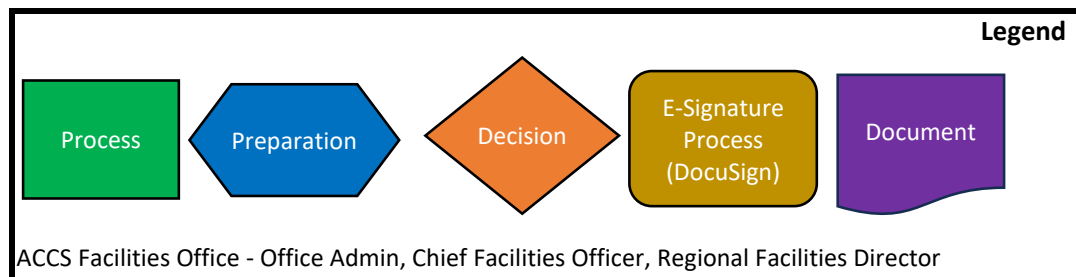 Legend
Process
Preparation
Decision
E-Signature
Process
(DocuSign)
Document
ACCS Facilities Office - Office Admin, Chief Facilities Officer, Regional Facilities Director